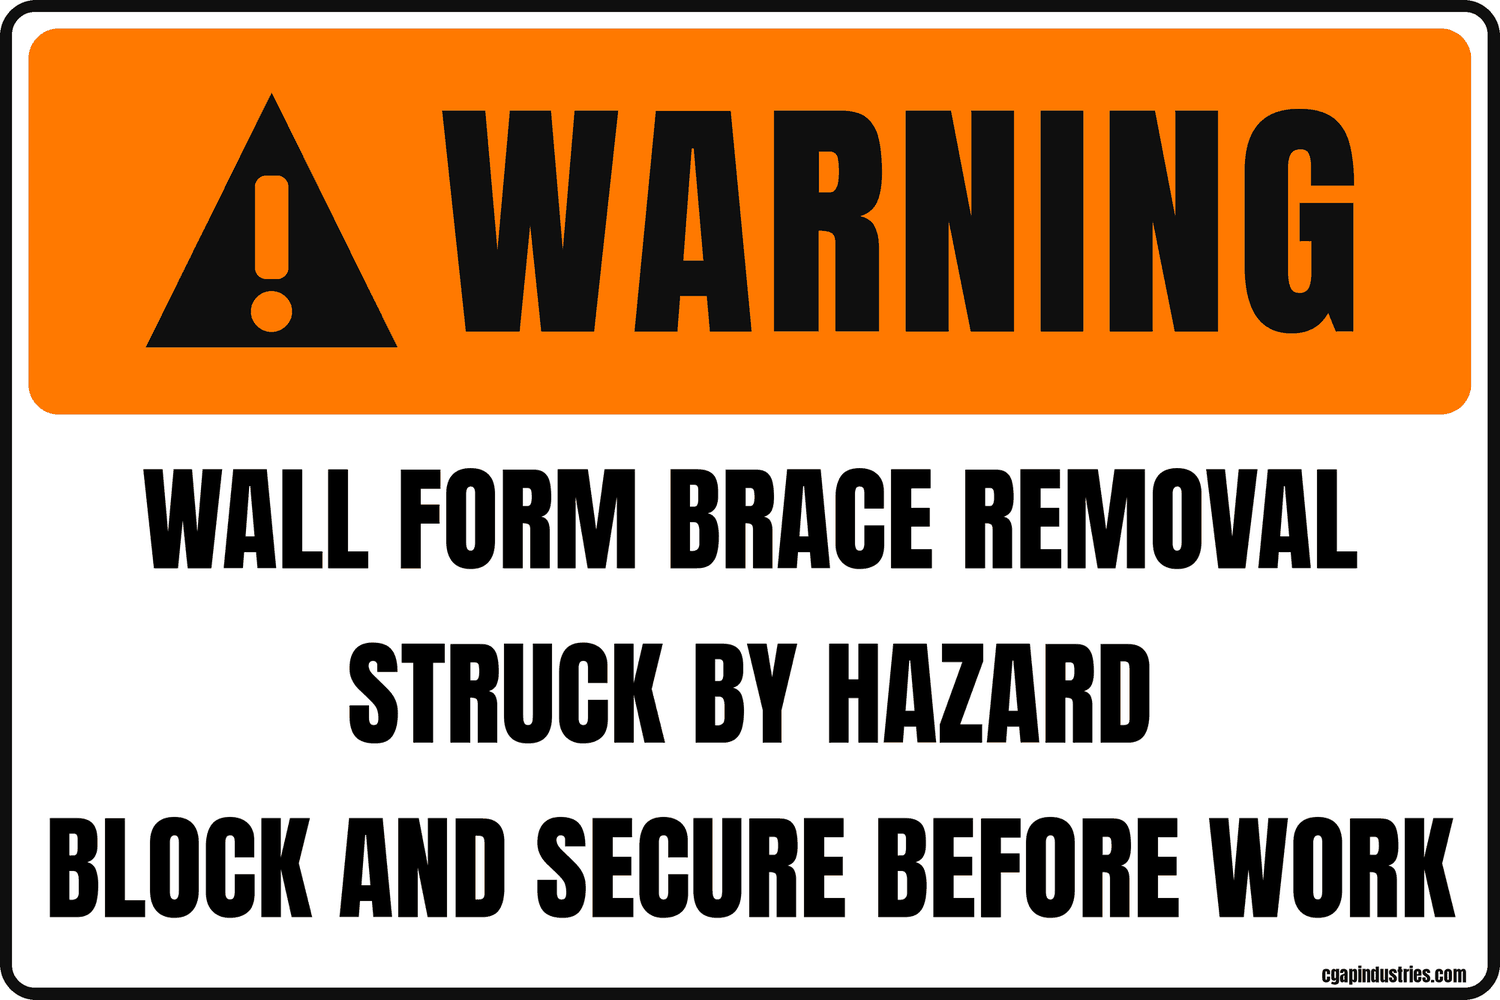 WARNING
WALL FORM BRACE REMOVAL
STRUCK BY HAZARD
BLOCK AND SECURE BEFORE WORK
cgapindustries.com